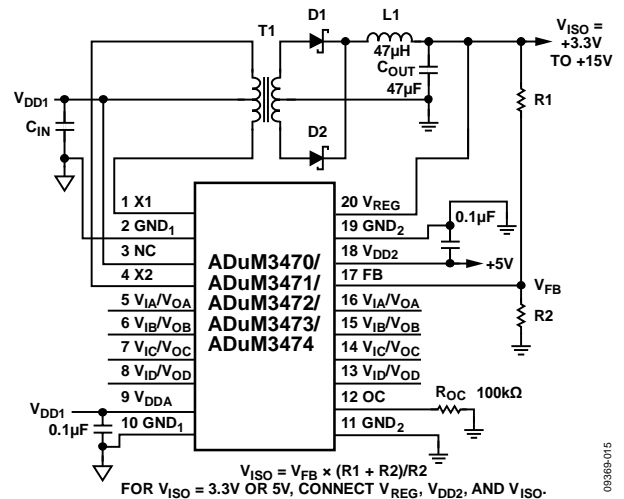 T1
D1
L1
47µH
COUT
47µF
VISO =
+3.3V
TO +15V
R1
VDD1
CIN
D2
1 X1
2 GND1
3 NC
4 X2
5 VIA/VOA
6 VIB/VOB
7 VIC/VOC
8 VID/VOD
9 VDDA
10 GND1
VDD1
0.1µF
ADuM3470/
ADuM3471/
ADuM3472/
ADuM3473/
ADuM3474
20 VREG
19 GND2
18 VDD2
17 FB
16 VIA/VOA
15 VIB/VOB
14 VIC/VOC
13 VID/VOD
12 OC
11 GND2
0.1µF
+5V
VFB
R2
ROC 100kΩ
VISO = VFB × (R1 + R2)/R2
FOR VISO = 3.3V OR 5V, CONNECT VREG, VDD2, AND VISO.
09369-015